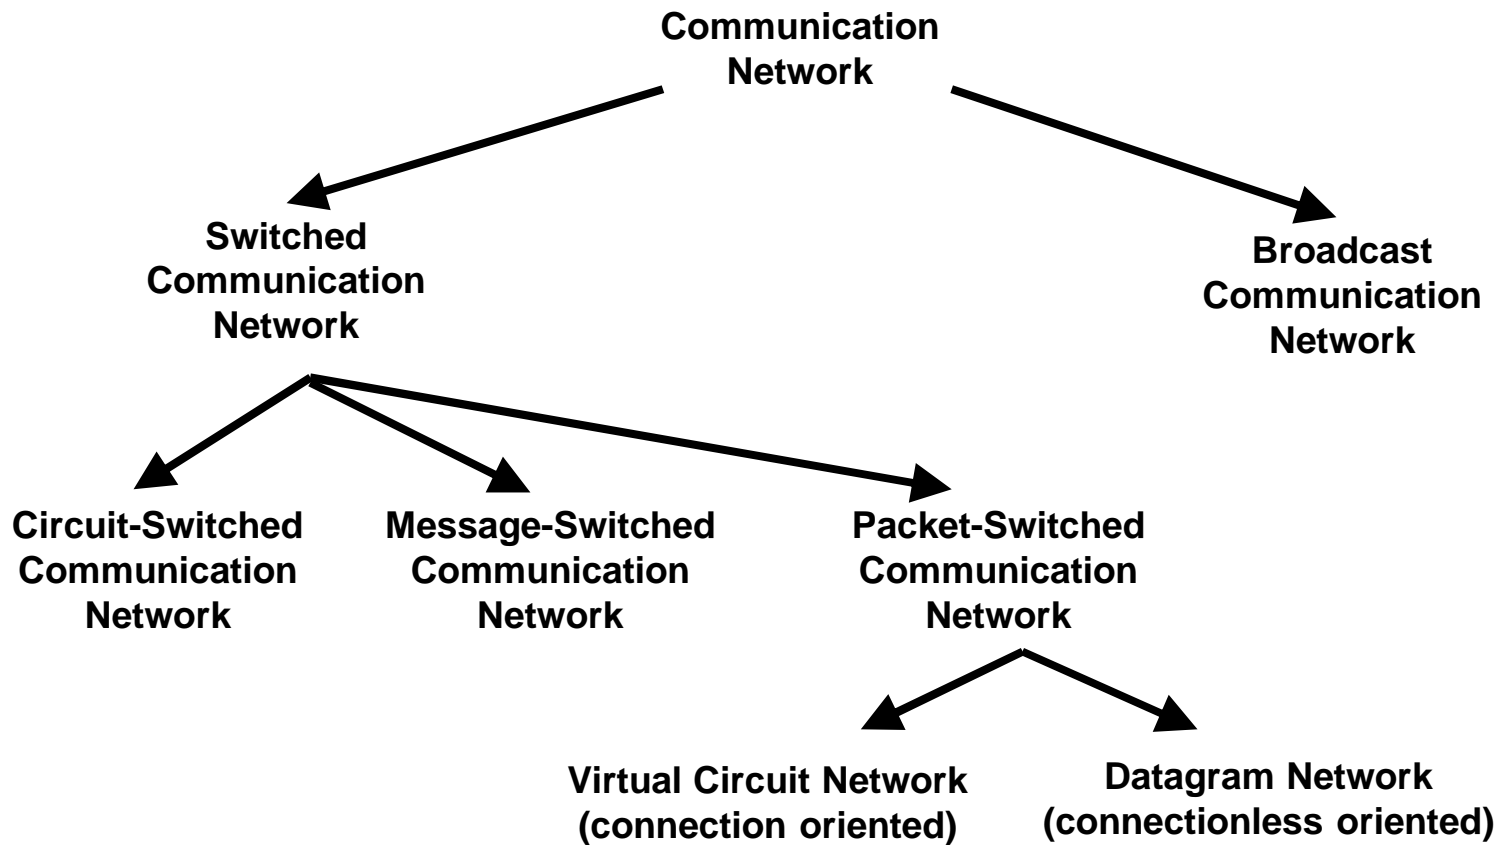 Communication
Network
Switched
Communication
Network
Broadcast
Communication
Network
Circuit-Switched
Communication
Network
Message-Switched
Communication
Network
Packet-Switched
Communication
Network
Virtual Circuit Network
(connection oriented)
Datagram Network
(connectionless oriented)